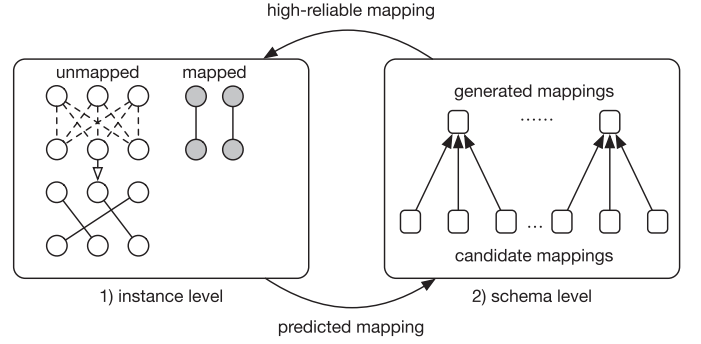 high-reliable mapping
unmapped
mapped
generated mappings
......
...
candidate mappings
1) instance level
2) schema level
predicted mapping